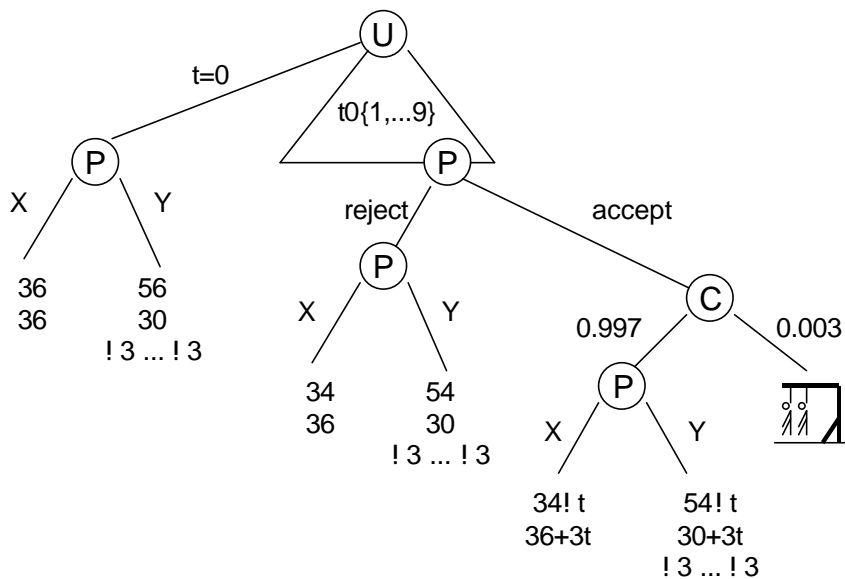 U
t=0
t0{1,...9}
P
P
X
Y
reject
accept
36
56
36
30
! 3 ... ! 3
P
X
Y
C
0.997
0.003
34
54
36
30
! 3 ... ! 3
P
X
Y
34! t
54! t
36+3t
30+3t
! 3 ... ! 3